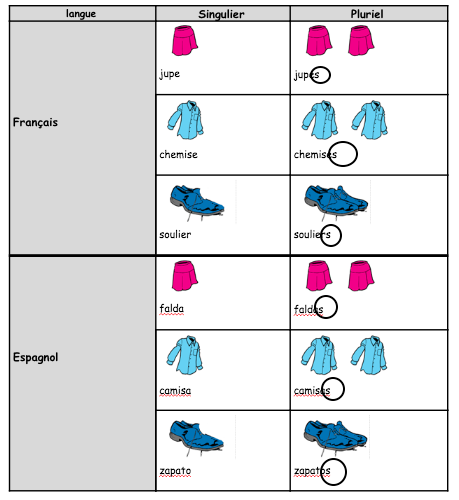 langue Singulier Pluriel
jupe jupes
Français
chemise chemises
soulier souliers
falda faldas
Espagnol
camisa camisas
zapato zapatos